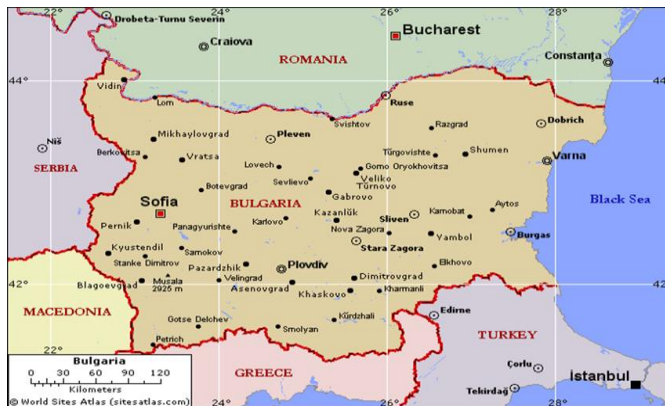 22°
26°
28°
Drobeta-Turnu Severin
Bucharest
Craiova
ROMANIA
Constanţa
44°
44°
Vidin
Lom
Ruse
Svishtov
Razgrad
Dobrich
Niš
Mikhaylovgrad
Pleven
SERBIA
Berkovitsa
Vratsa
Lovech
Gorno Oryakhovitsa
Türgovishte
Shumen
Varna
Veliko
Tŭrnovo
Botevgrad
Sevlievo
Gabrovo
Sofia
BULGARIA
Black Sea
Pernik
Panagyurishte
Karlovo
Kazanlŭk
Sliven
Karnobat
Aytos
Nova Zagora
Yambol
Burgas
Kyustendil
Samokov
Stara Zagora
Stanke Dimitrov
Pazardzhik
Plovdiv
Elkhovo
Blagoevgrad
Musala
2925 m
Velingrad
Asenovgrad
Dimitrovgrad
42°
42°
Khaskovo
Kharmanli
MACEDONIA
Gotse Delchev
Smolyan
Kŭrdzhali
Edirne
Petrich
TURKEY
22°
Bulgaria
0 30 60 90 120
Kilometers
GREECE
Çorlu
İstanbul
Tekirdağ
© World Sites Atlas (sitesatlas.com)
24°
26°
28°